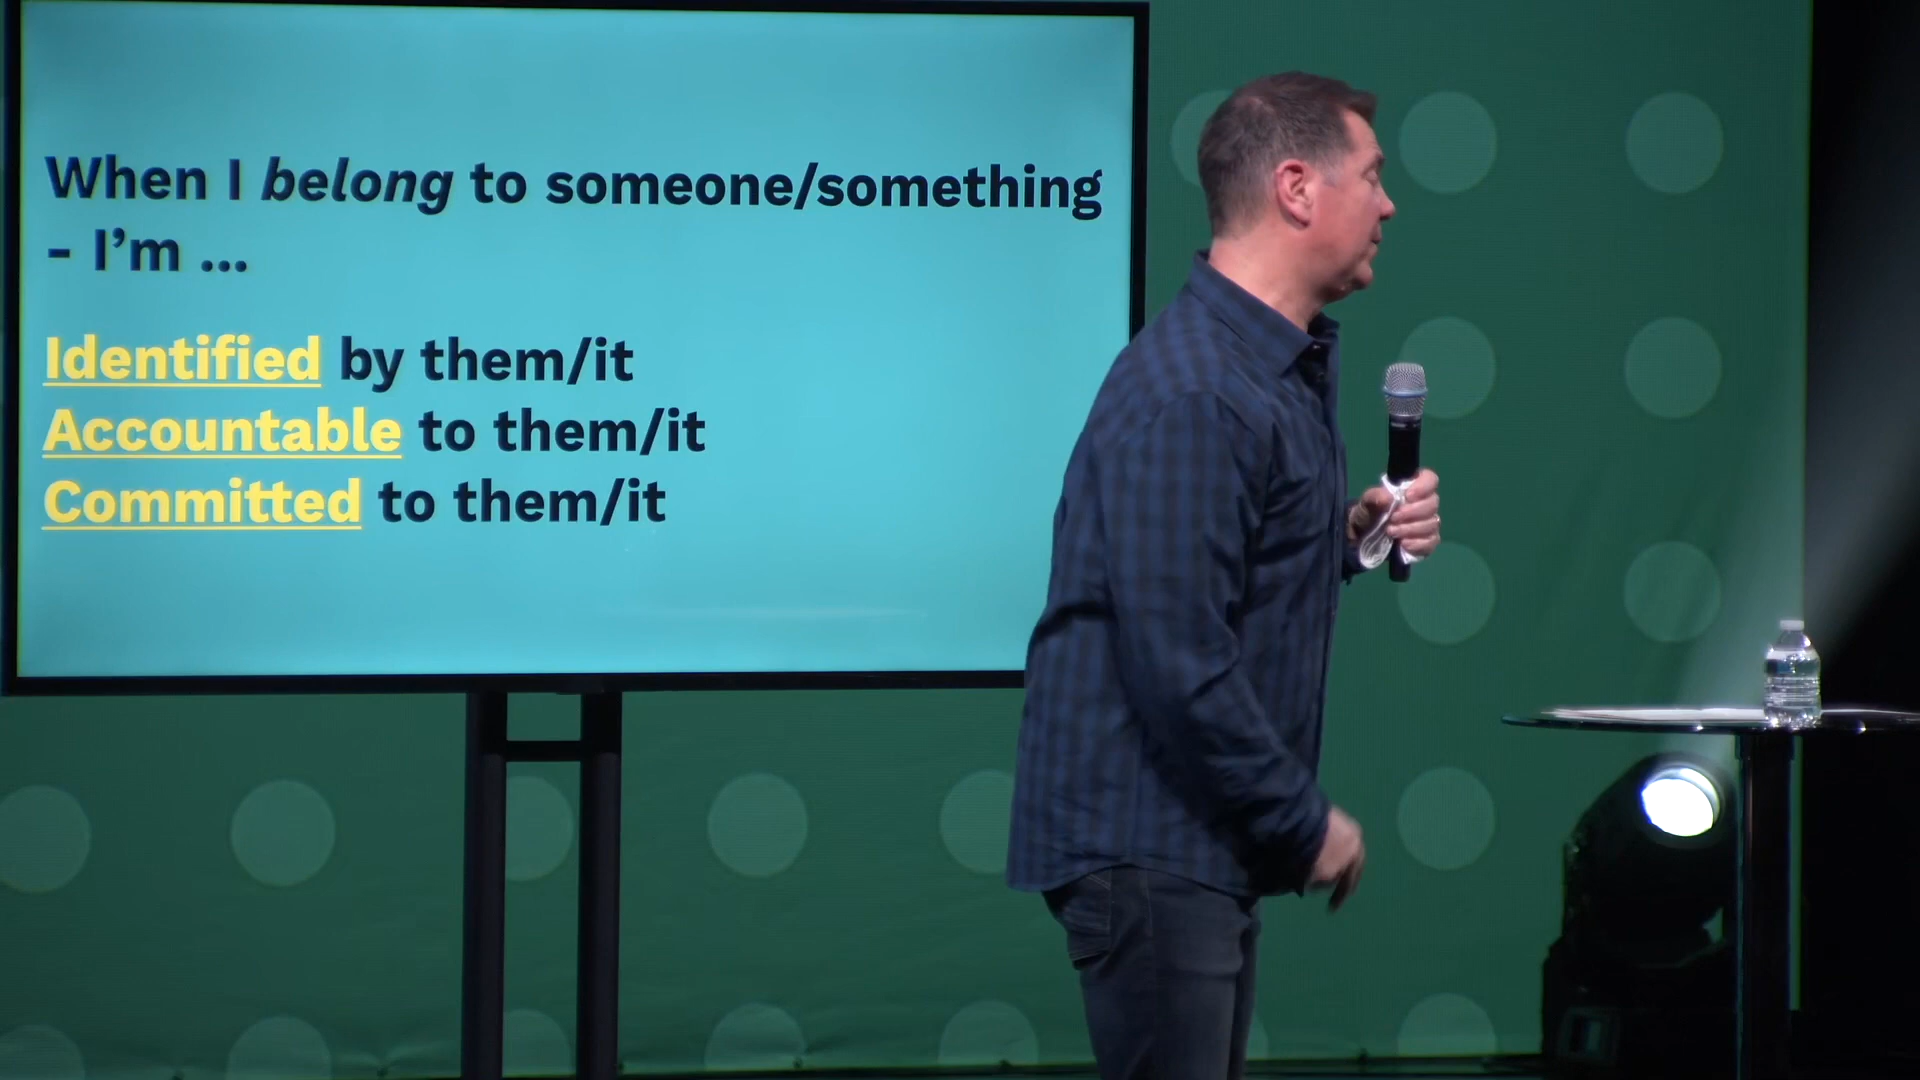 When I belong to someone/something
- I’m ...
Identified by them/it
Accountable to them/it
Committed to them/it